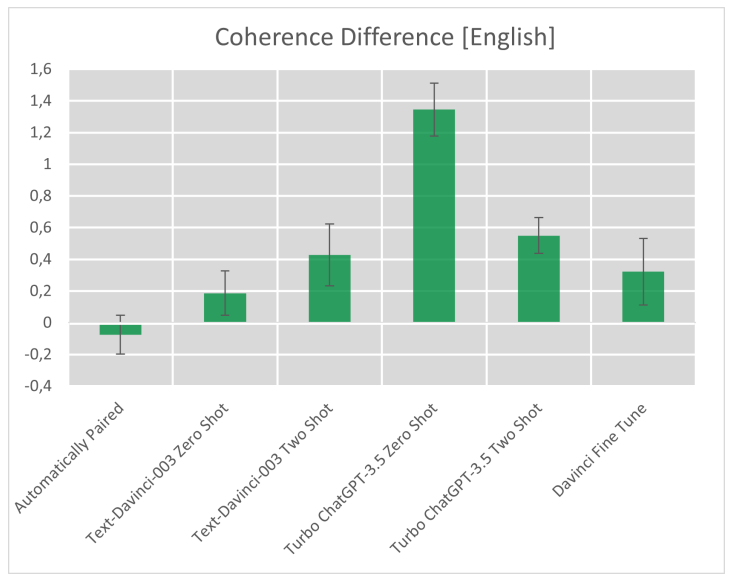 Coherence Difference [English]
1,6
1,4
1,2
1
0,8
0,6
0,4
0,2
0
-0,2
-0,4
Automatically Paired
Text-Davinci-003 Zero Shot
Text-Davinci-003 Two Shot
Turbo ChatGPT-3.5 Zero Shot
Turbo ChatGPT-3.5 Two Shot
Davinci Fine Tune